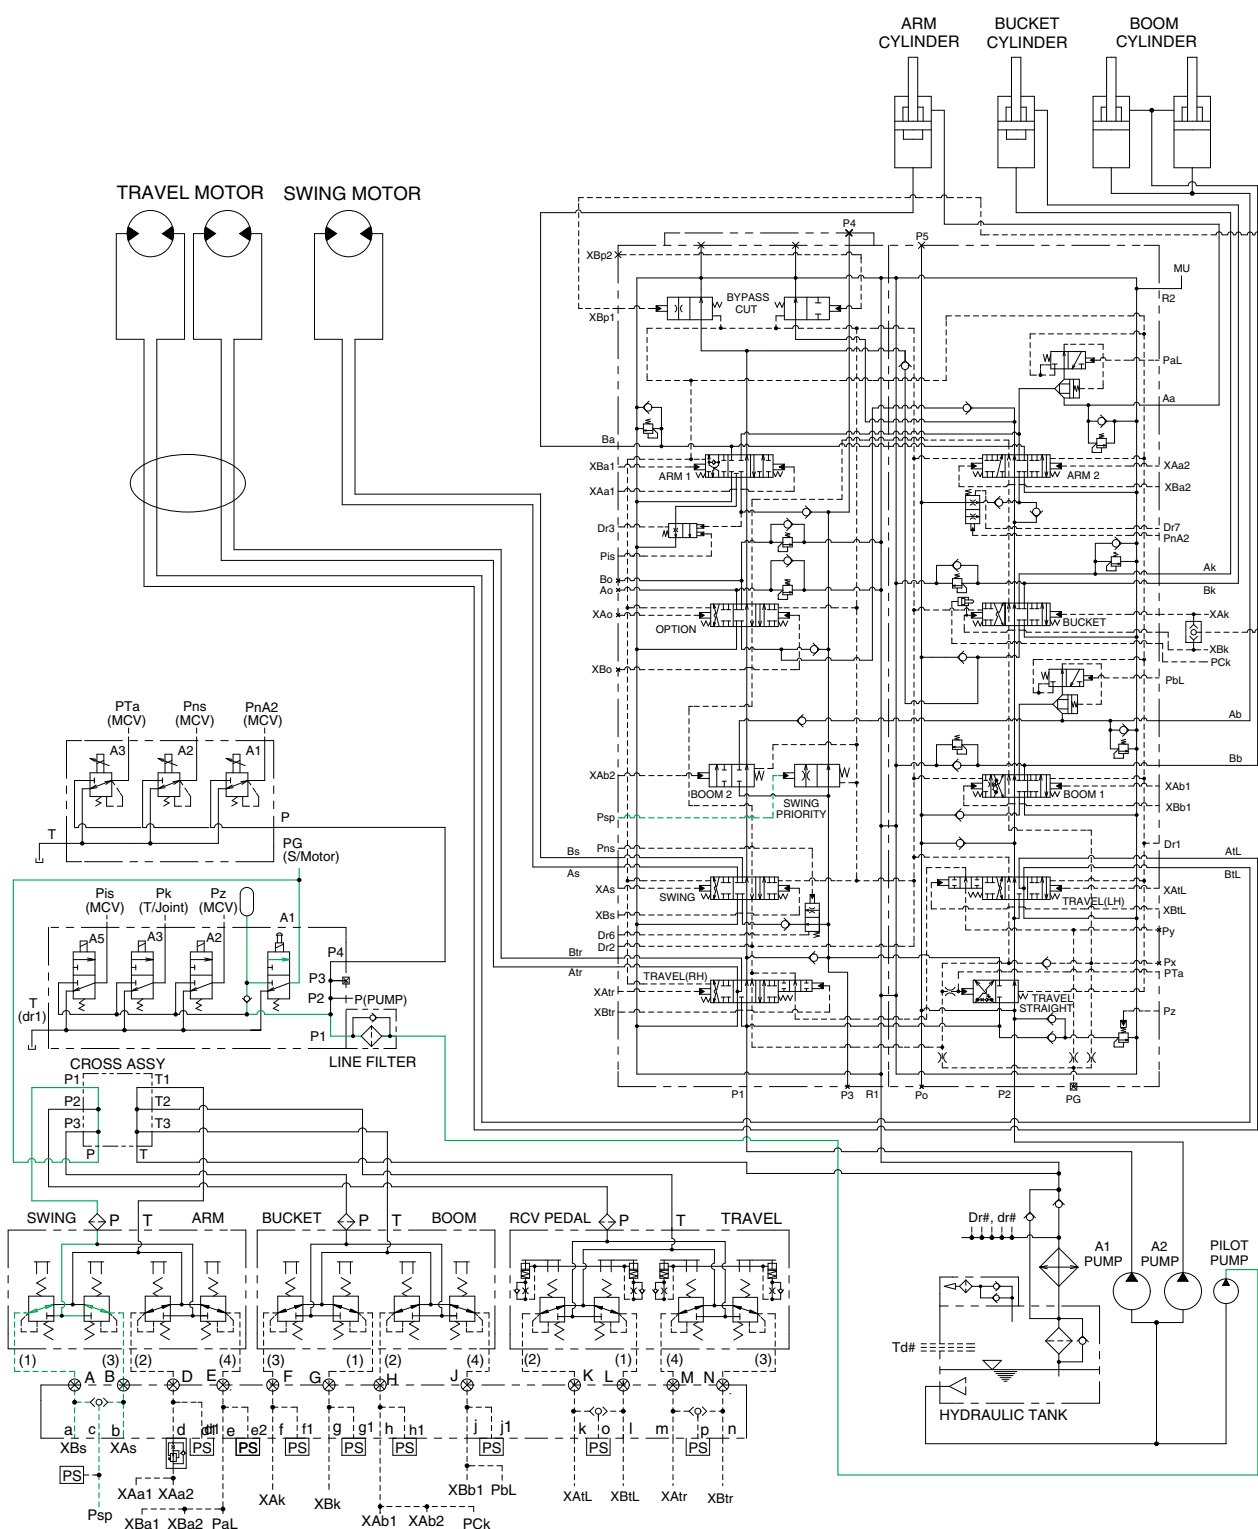 ARM
CYLINDER
BUCKET
CYLINDER
BOOM
CYLINDER
TRAVEL MOTOR
SWING MOTOR
P4
P5
XBp2
MU
R2
BYPASS
CUT
XBp1
PaL
Aa
Ba
XBa1
ARM 1
XAa1
XAa2
ARM 2
XBa2
Dr3
Pis
Dr7
PnA2
Bo
Ao
Ak
Bk
XAo
OPTION
BUCKET
XAk
XBo
XBk
PCk
PbL
PTa
(MCV)
Pns
(MCV)
PnA2
(MCV)
A3
A2
A1
Ab
Bb
XAb2
BOOM 2
SWING
PRIORITY
BOOM 1
XAb1
XBb1
Psp
P
T
PG
(S/Motor)
Pns
Dr1
Bs
As
AtL
BtL
XAs
SWING
TRAVEL(LH)
XAtL
XBs
XBtL
Pis
(MCV)
Pk
(T/Joint)
Pz
(MCV)
A1
Dr6
Dr2
Py
A5
A3
A2
P4
Btr
Atr
TRAVEL(RH)
Px
PTa
P3
P2
P(PUMP)
XAtr
XBtr
TRAVEL
STRAIGHT
Pz
T
(dr1)
P1
LINE FILTER
CROSS ASSY
P1
T1
P2
T2
P3
T3
P
T
P1
P3
R1
Po
P2
PG
SWING
P
T
ARM
BUCKET
P
T
BOOM
RCV PEDAL
P
T
TRAVEL
Dr#, dr#
A1
PUMP
A2
PUMP
PILOT
PUMP
Td#
HYDRAULIC TANK
(1)
(3)
(2)
(4)
(3)
(1)
(2)
(4)
(2)
(1)
(4)
(3)
A
B
D
E
F
G
H
J
K
L
M
N
a
c
b
d
d1
e
e2
f
f1
g
g1
h
h1
j
j1
k
o
l
m
p
n
XBs
XAs
PS
PS
PS
PS
PS
PS
PS
PS
PS
Psp
XAa1
XAa2
XBa1
XBa2
PaL
XAk
XBk
XAb1
XAb2
PCk
XBb1
PbL
XAtL
XBtL
XAtr
XBtr